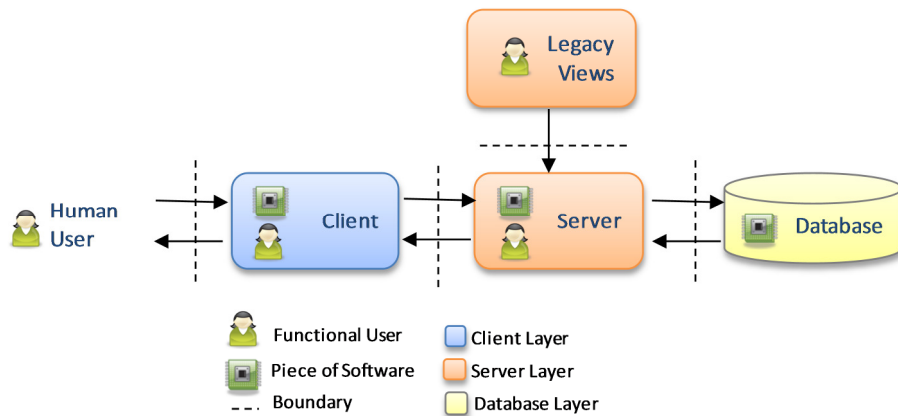 Legacy
Views
Human
User
Client
Server
Database
Functional User
Client Layer
Piece of Software
Server Layer
Boundary
Database Layer